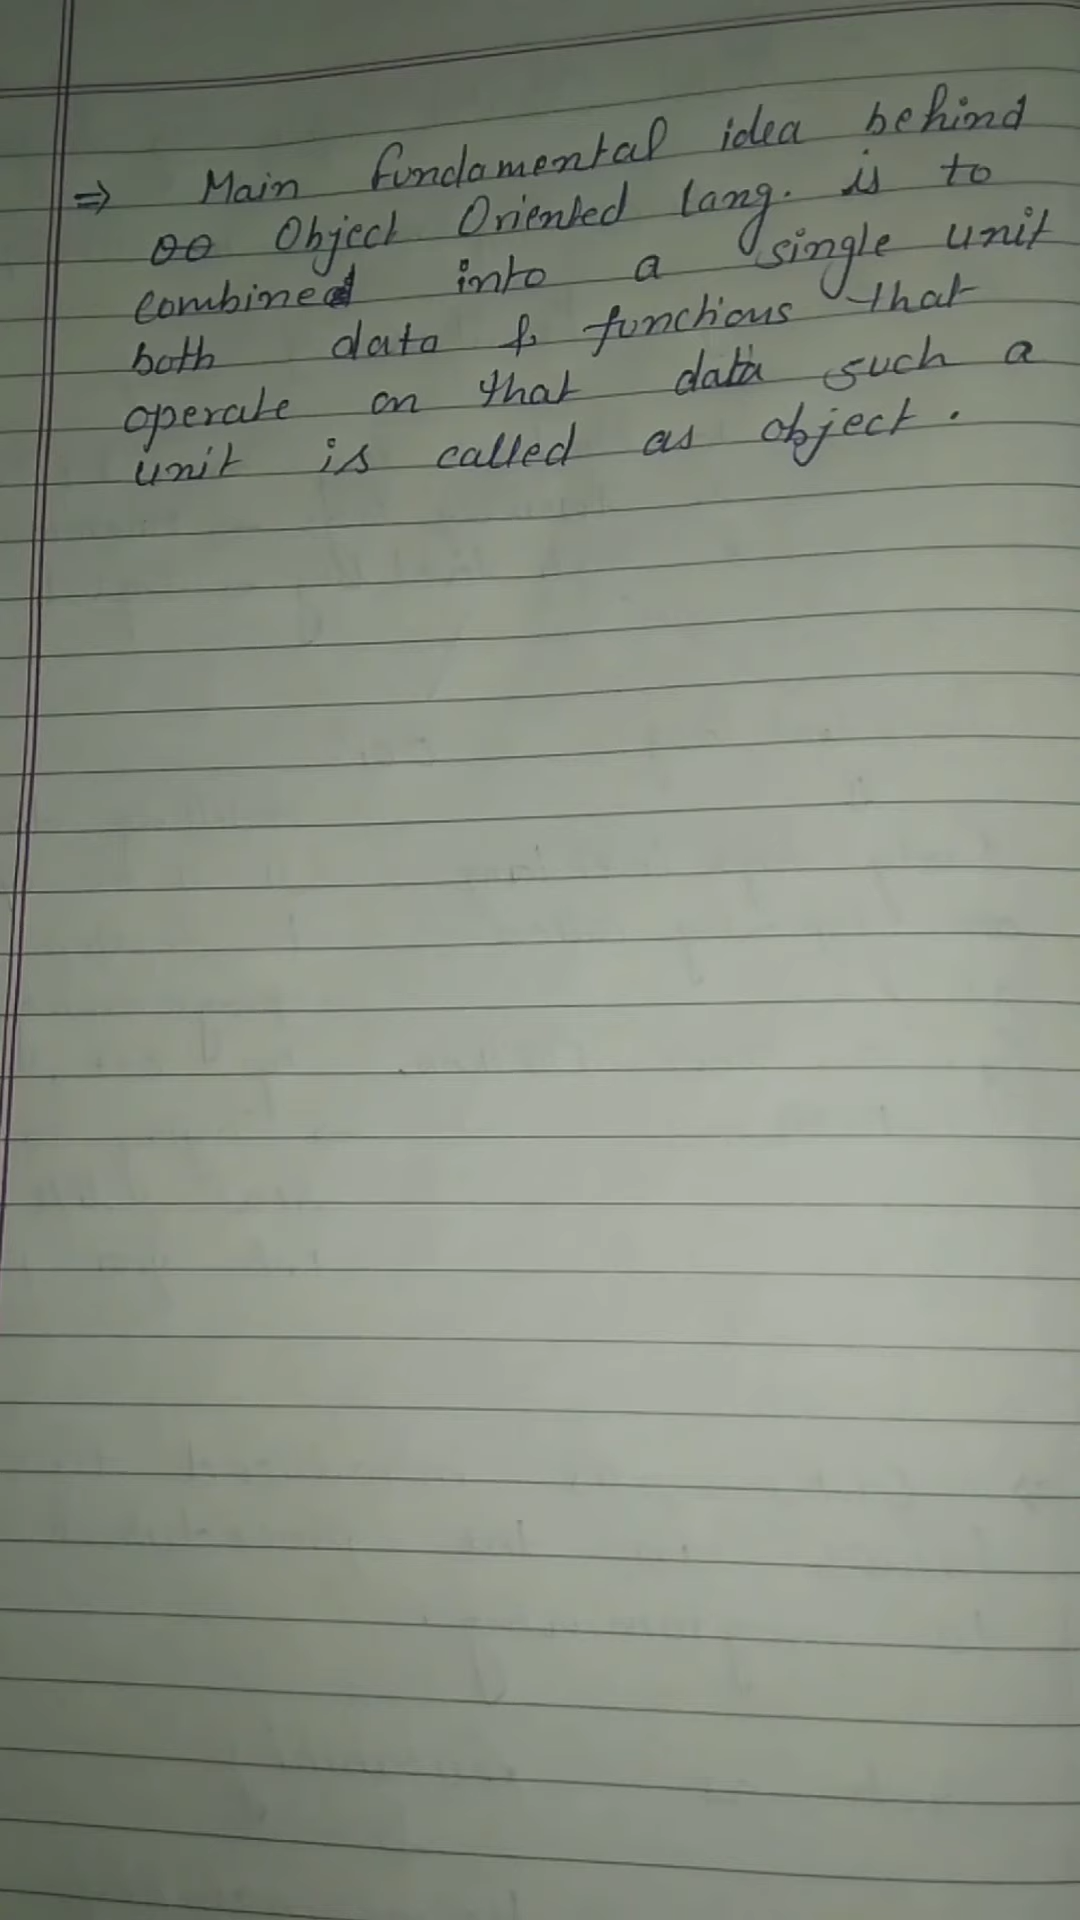 ⇒ Main fundamental idea behind
OO Object Oriented lang. is to
combine into a single unit
both data & functions that
operate on that data such a
unit is called as object.